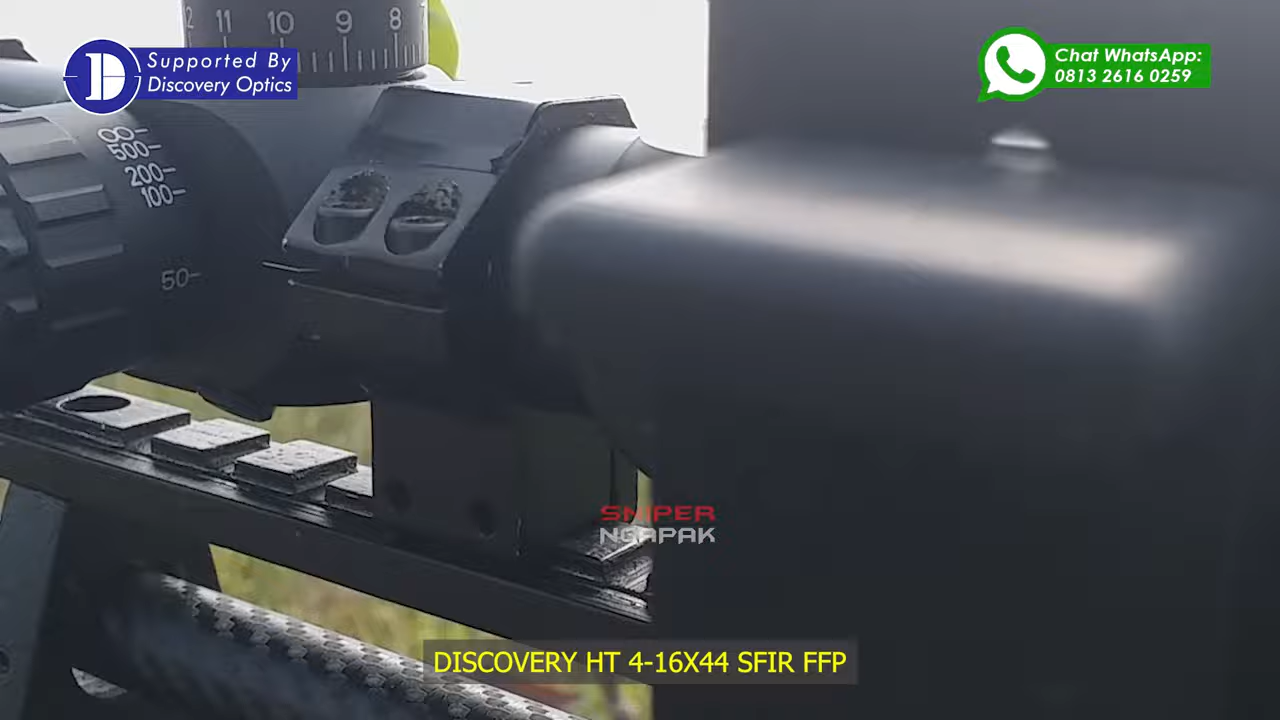 2 11 10 9 8
Supported By
Discovery Optics
Chat WhatsApp:
0813 2616 0259
∞
500
200
100
50
SNIPER
NGAPAK
DISCOVERY HT 4-16X44 SFIR FFP